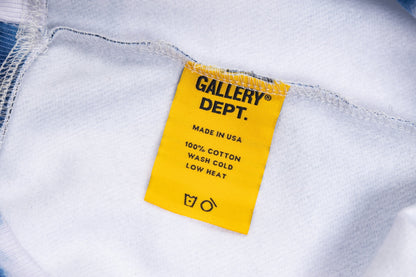 GALLERY®
DEPT.
MADE IN USA
100% COTTON
WASH COLD
LOW HEAT